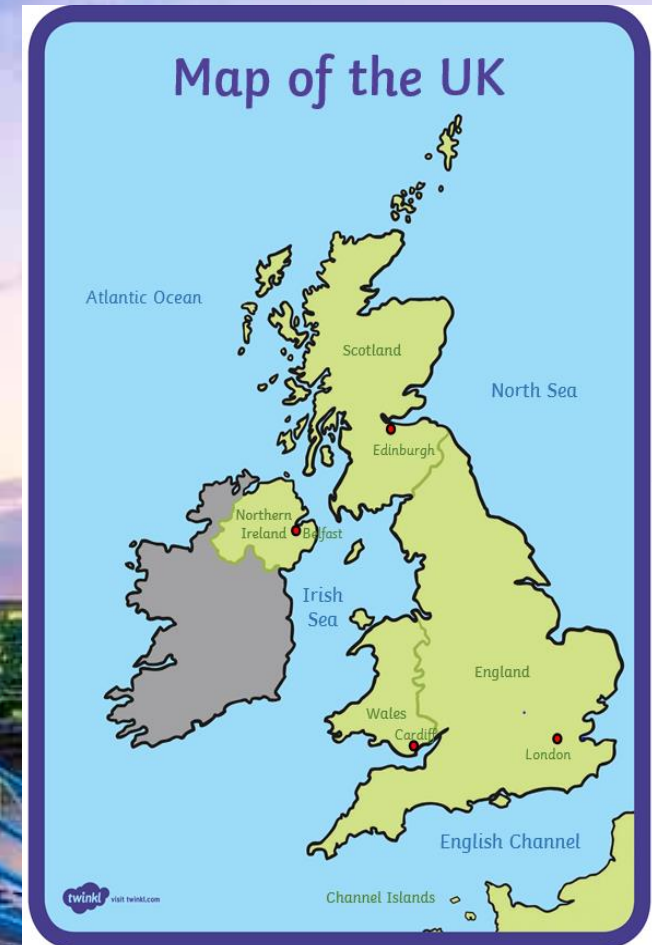 Map of the UK
Atlantic Ocean
Scotland
North Sea
Edinburgh
Northern
Ireland
Belfast
Irish
Sea
England
Wales
Cardiff
London
English Channel
Channel Islands
twinkl visit twinkl.com